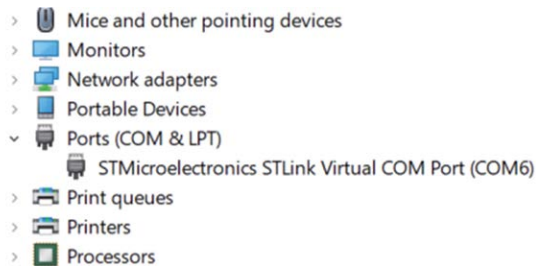 Mice and other pointing devices
Monitors
Network adapters
Portable Devices
Ports (COM & LPT)
STMicroelectronics STLink Virtual COM Port (COM6)
Print queues
Printers
Processors